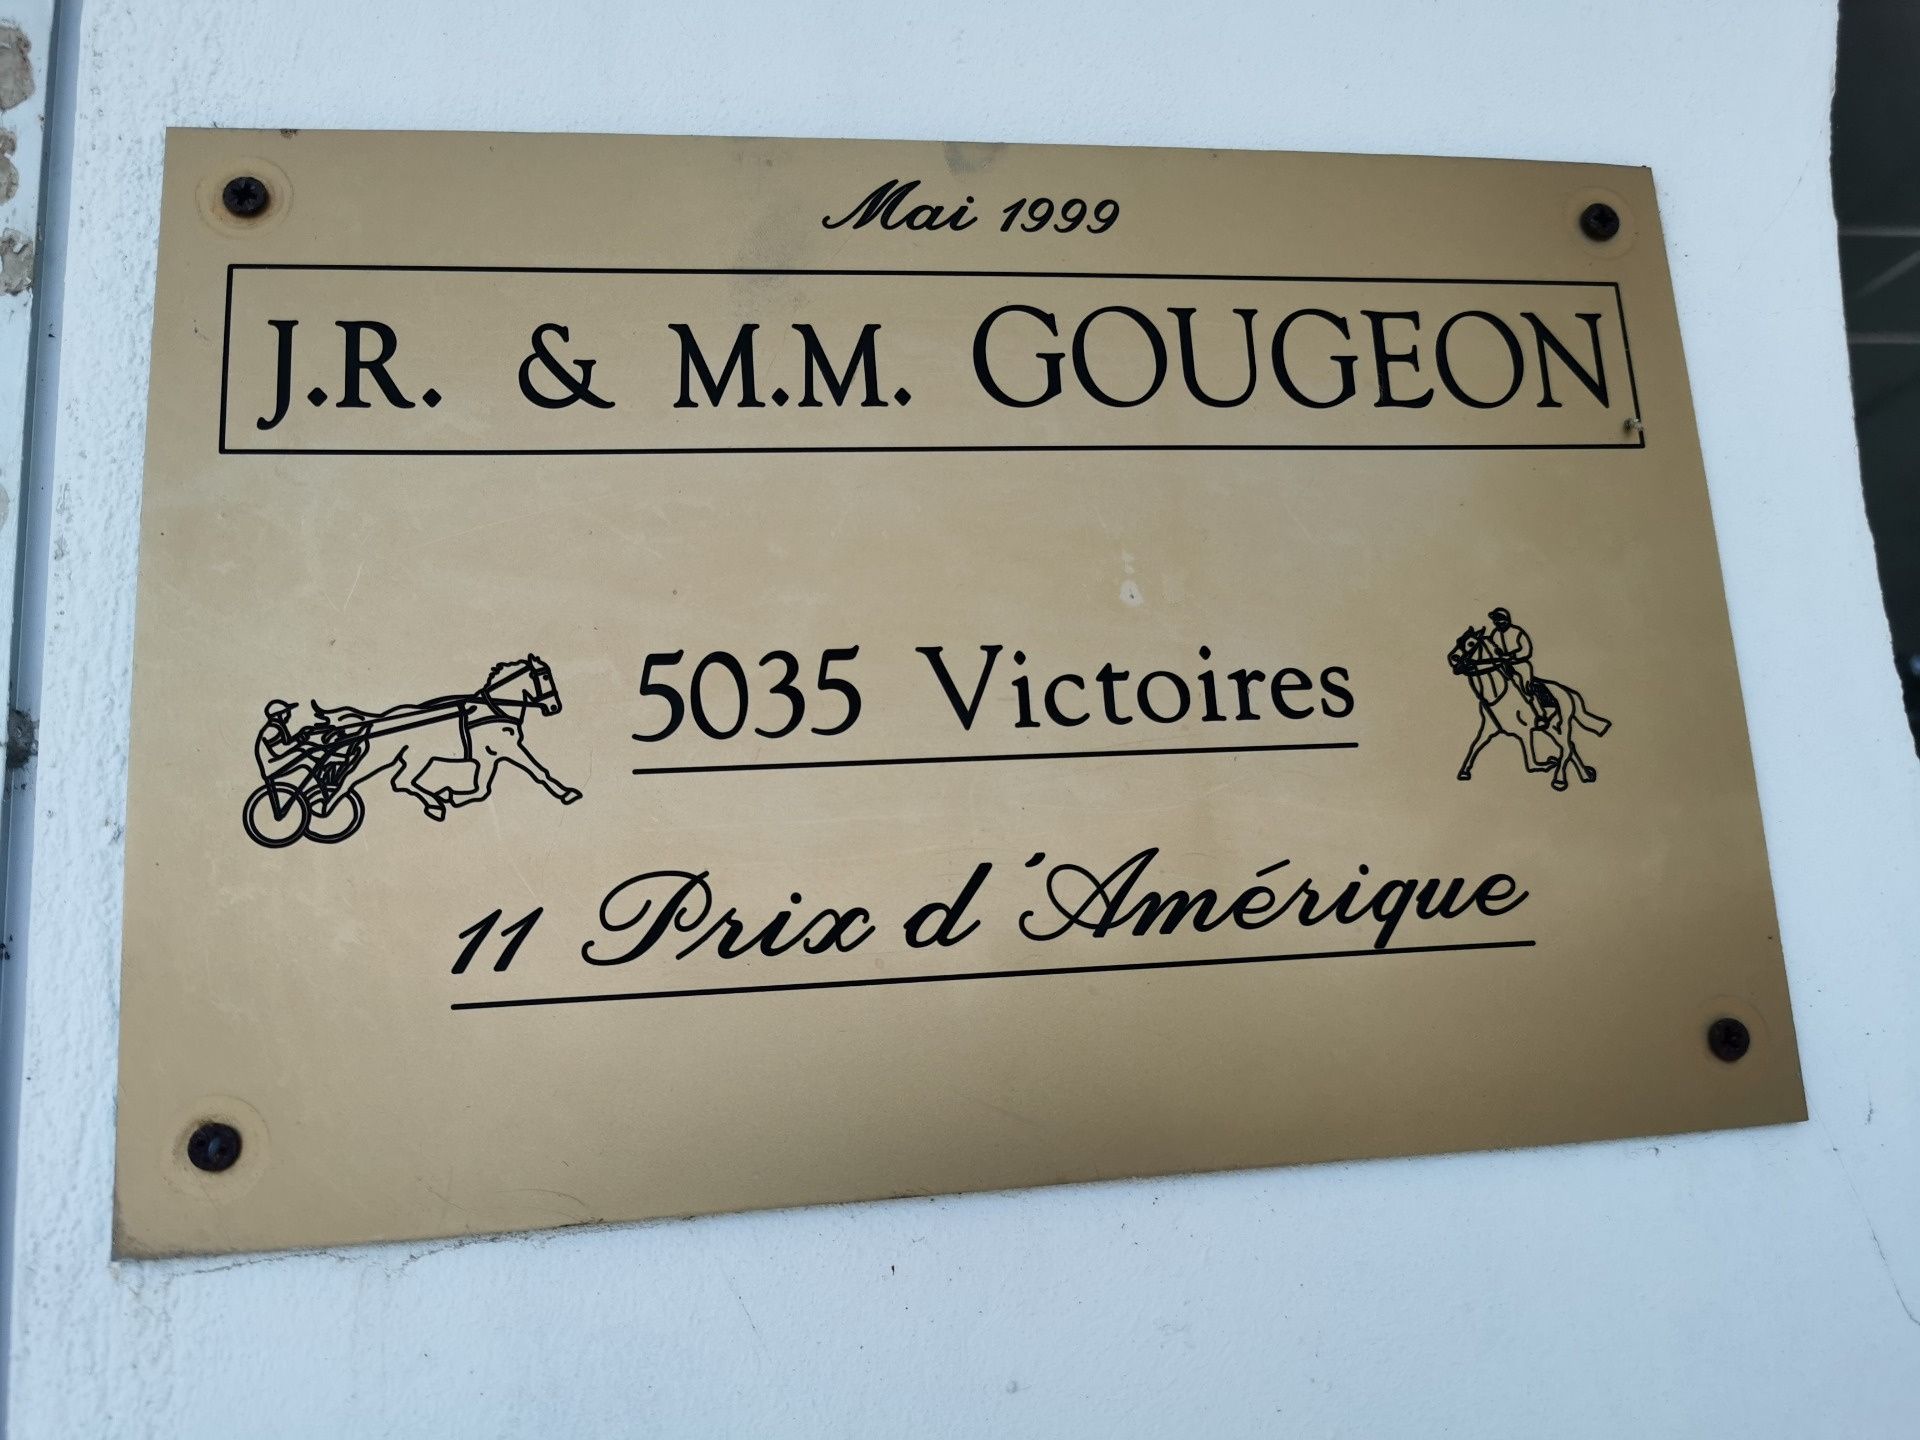 Mai 1999
J.R. & M.M. GOUGEON
5035 Victoires
11 Prix d'Amérique